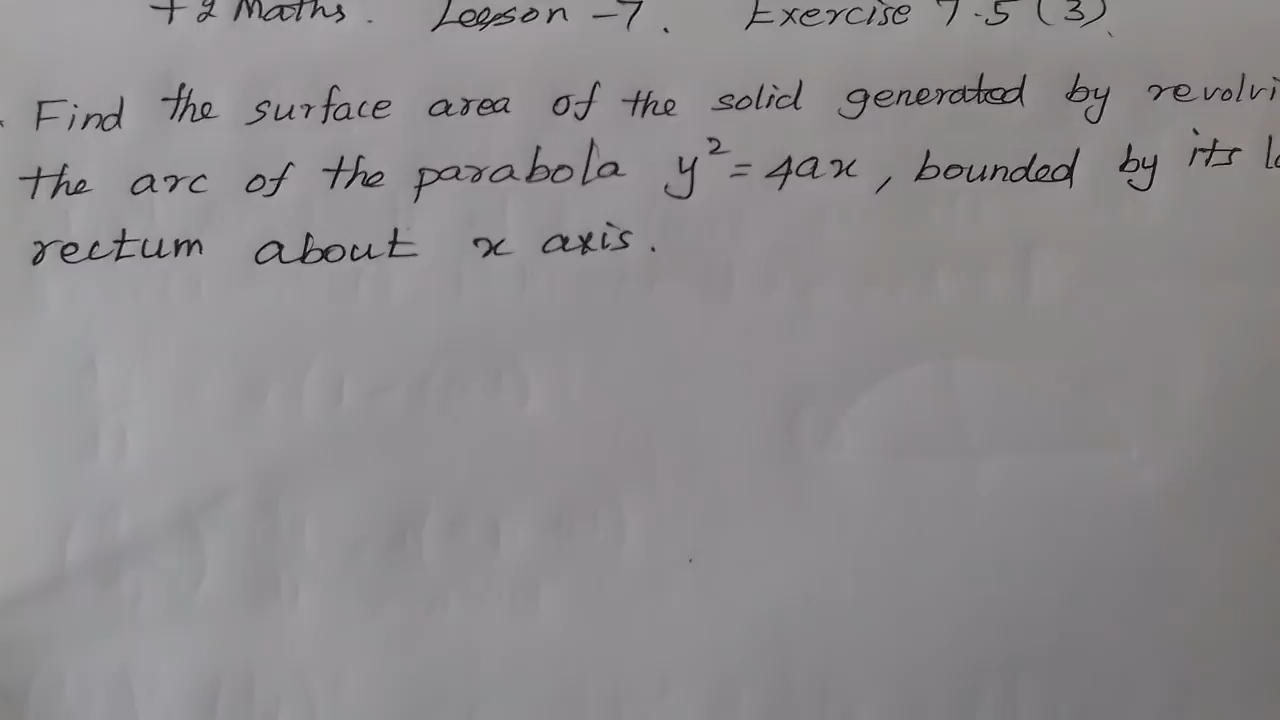 +2 Maths. Lesson -7. Exercise 7.5 (3)
Find the surface area of the solid generated by revolvi
the arc of the parabola y² = 4ax, bounded by its
rectum about x axis.